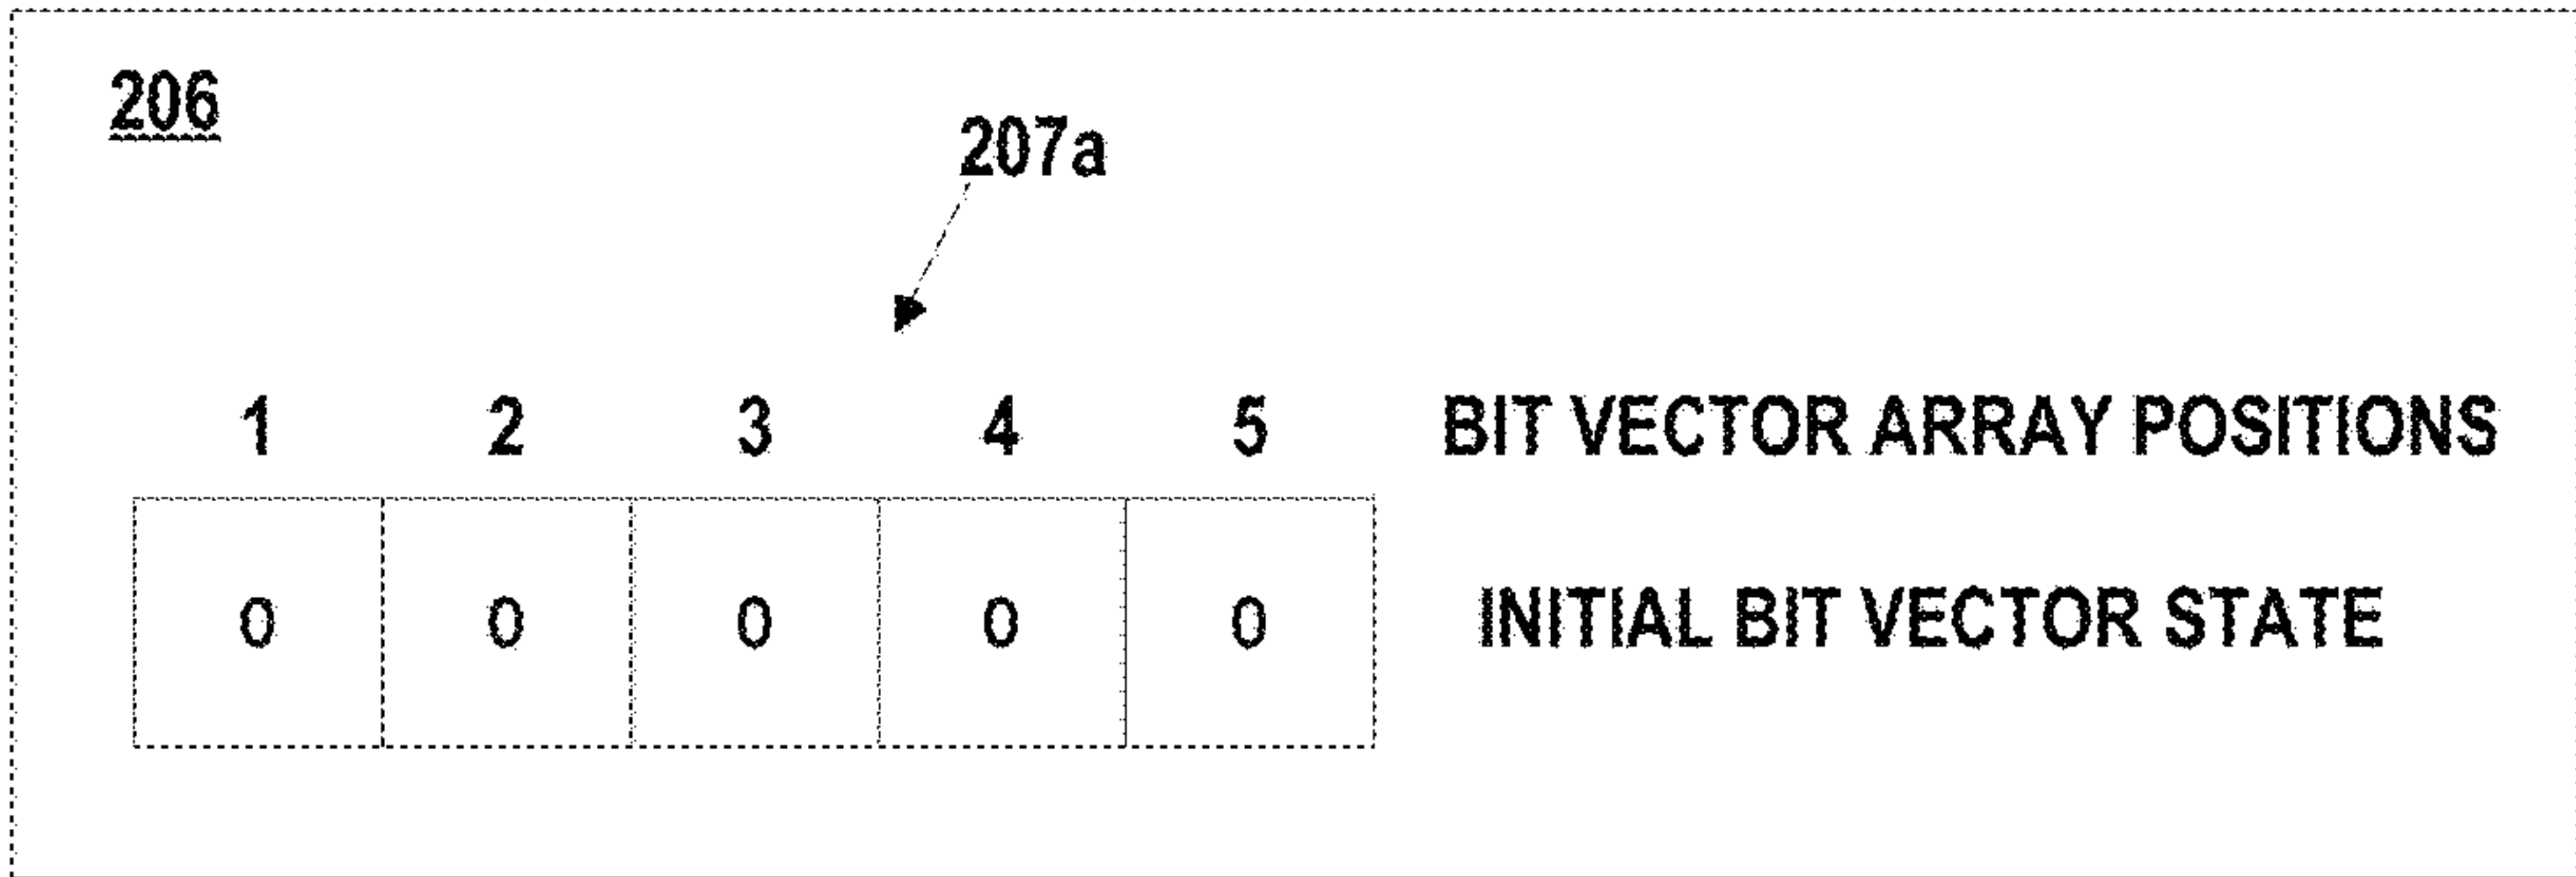 206
207a
1 2 3 4 5 BIT VECTOR ARRAY POSITIONS
0 0 0 0 0 INITIAL BIT VECTOR STATE